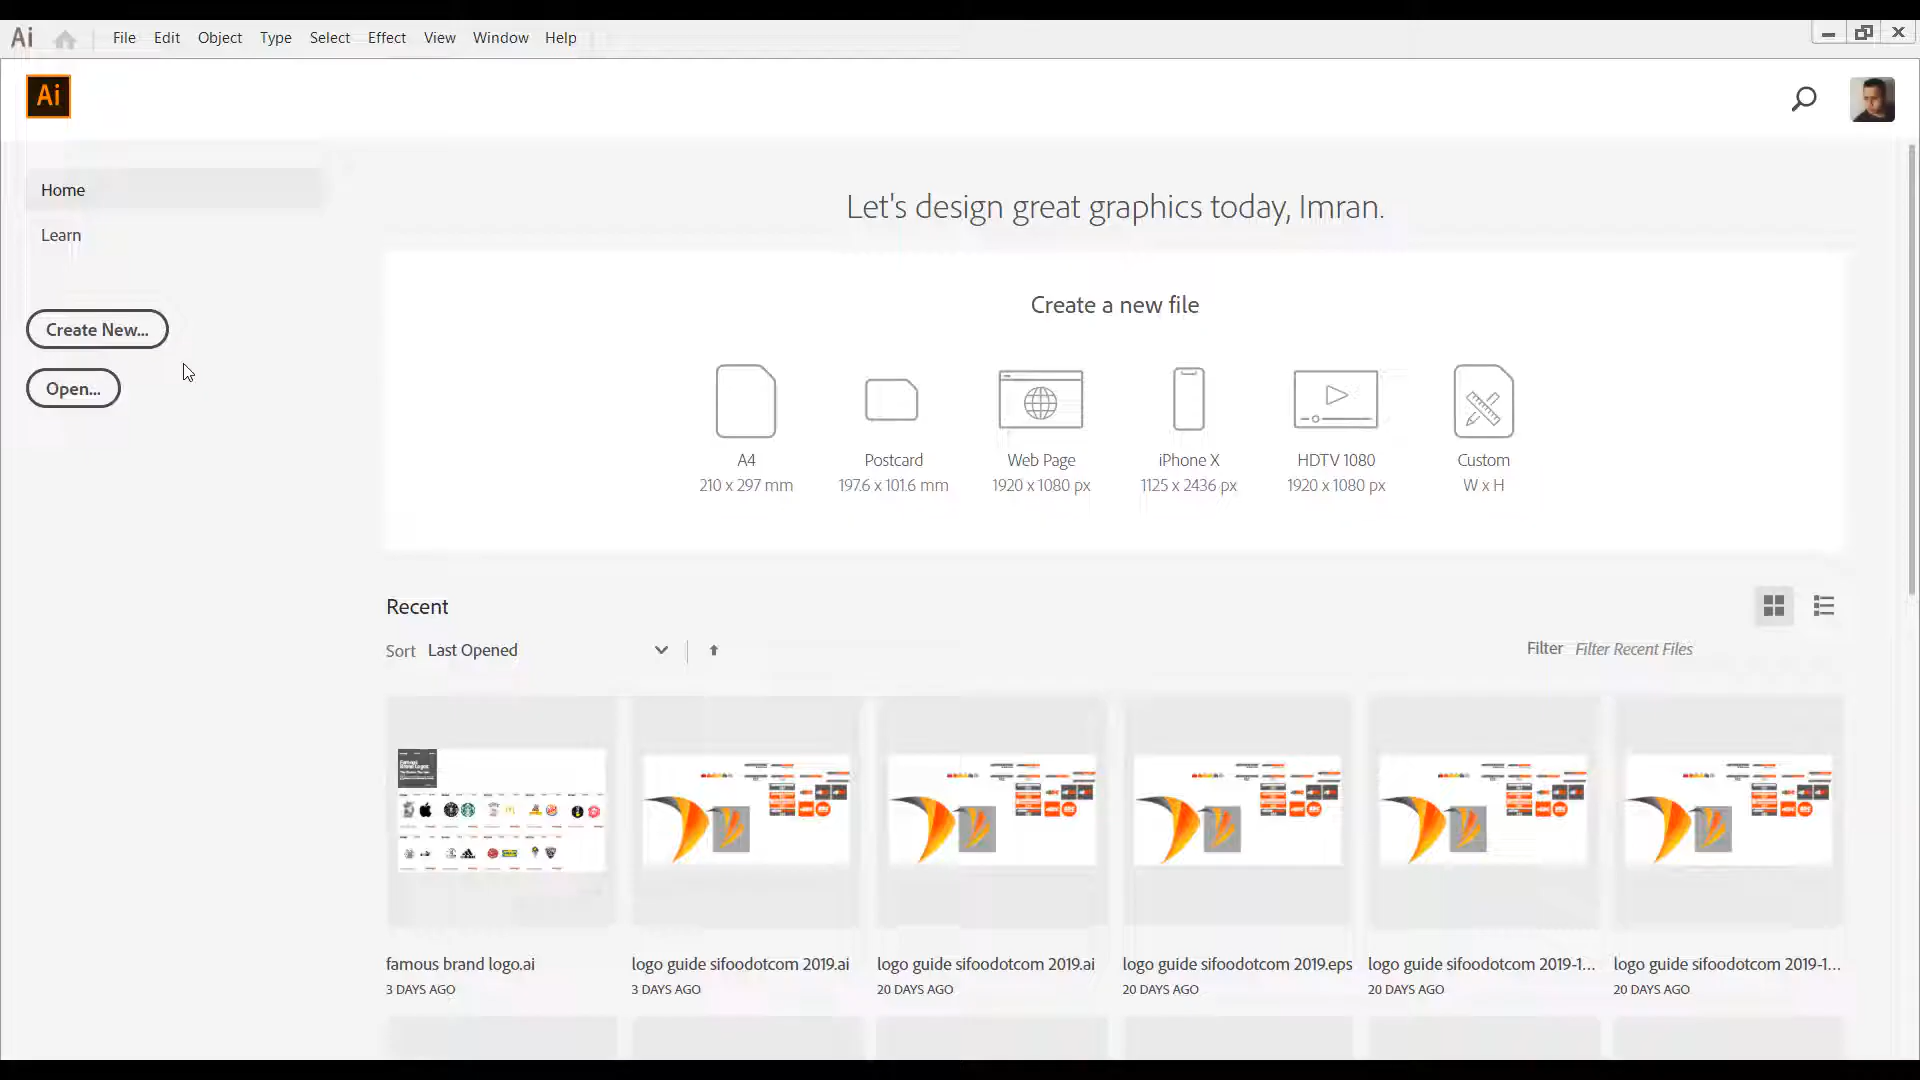 Ai File Edit Object Type Select Effect View Window Help
Ai
Home
Learn
Create New...
Open...
Let's design great graphics today, Imran.
Create a new file
A4 Postcard Web Page iPhone X HDTV 1080 Custom
210 x 297 mm 197.6 x 101.6 mm 1920 x 1080 px 1125 x 2436 px 1920 x 1080 px W x H
Recent
Sort Last Opened Filter Filter Recent Files
famous brand logo.ai logo guide sifoodotcom 2019.ai logo guide sifoodotcom 2019.ai logo guide sifoodotcom 2019.eps logo guide sifoodotcom 2019-1... logo guide sifoodotcom 2019-1...
3 DAYS AGO 3 DAYS AGO 20 DAYS AGO 20 DAYS AGO 20 DAYS AGO 20 DAYS AGO